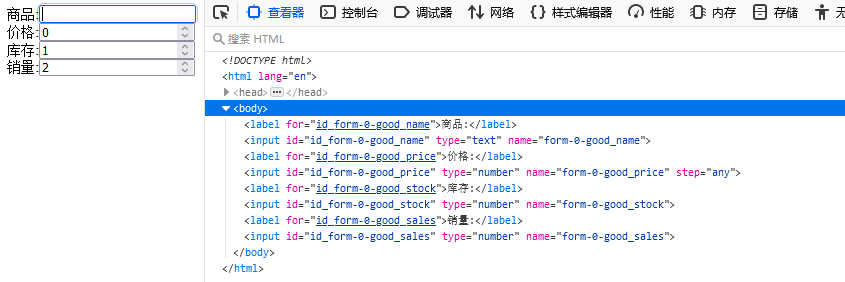 商品:
价格: 0
库存: 1
销量: 2
查看器 控制台 调试器 网络 样式编辑器 性能 内存 存储
搜索 HTML
<!DOCTYPE html>
<html lang="en">
<head> </head>
<body>
<label for="id_form-0-good_name">商品:</label>
<input id="id_form-0-good_name" type="text" name="form-0-good_name">
<label for="id_form-0-good_price">价格:</label>
<input id="id_form-0-good_price" type="number" name="form-0-good_price" step="any">
<label for="id_form-0-good_stock">库存:</label>
<input id="id_form-0-good_stock" type="number" name="form-0-good_stock">
<label for="id_form-0-good_sales">销量:</label>
<input id="id_form-0-good_sales" type="number" name="form-0-good_sales">
</body>
</html>